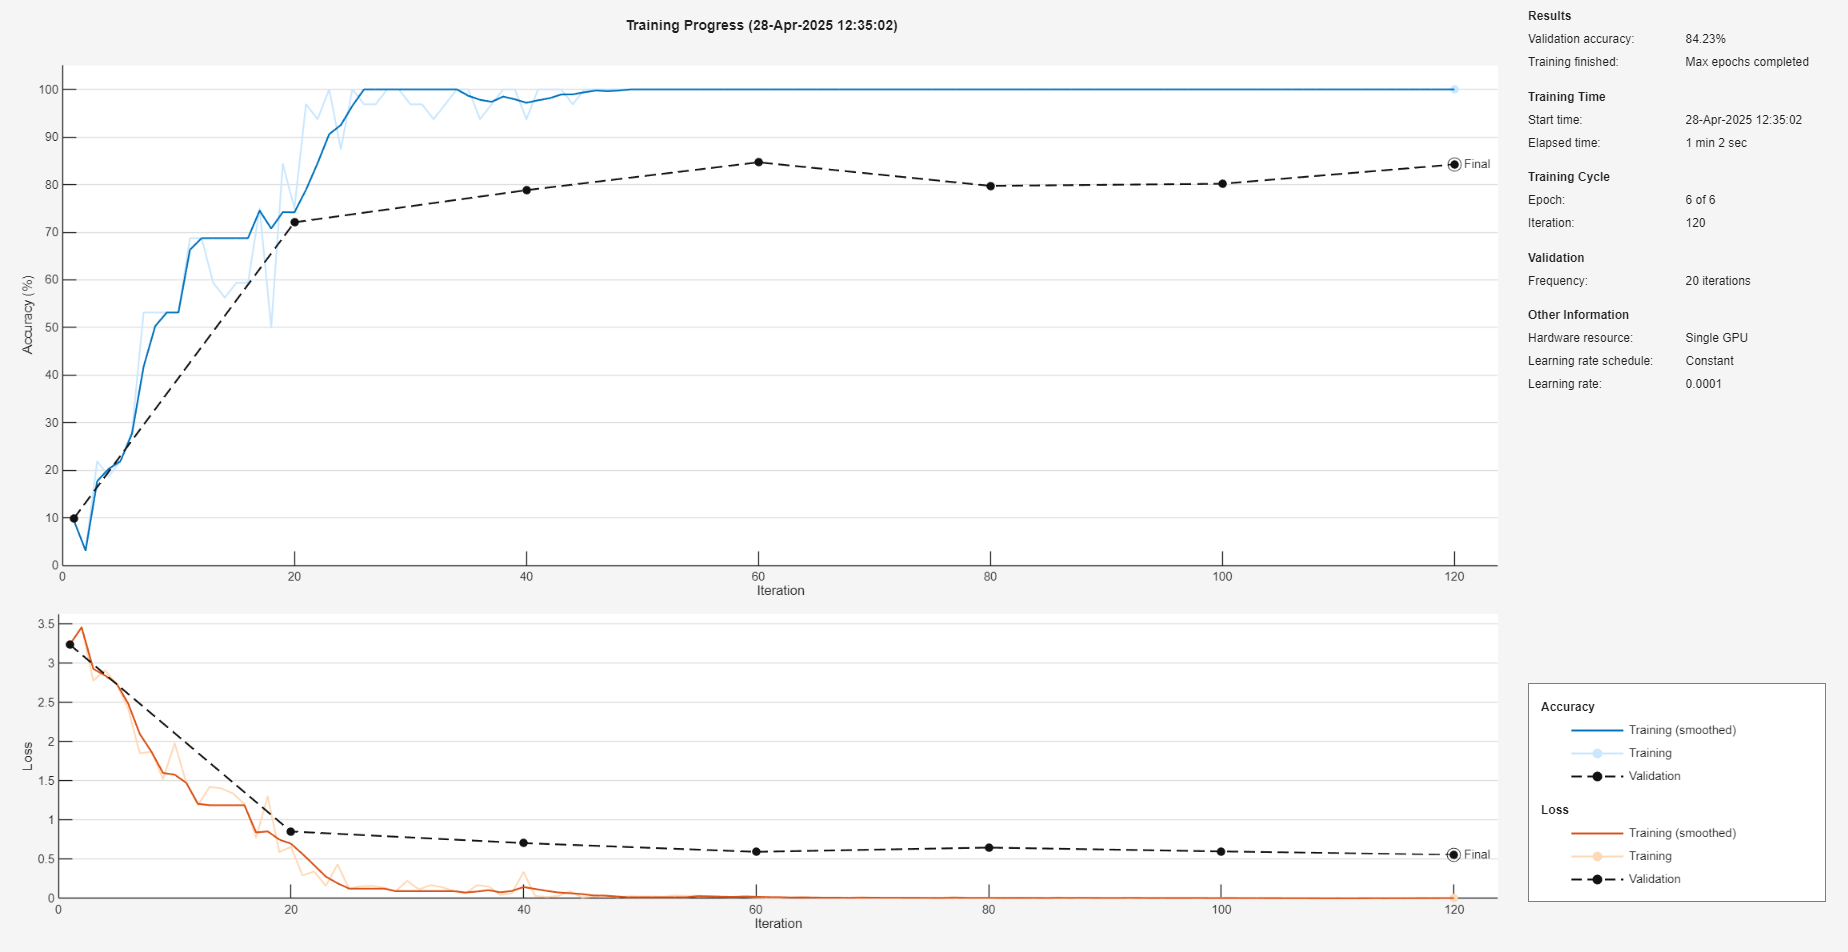 Training Progress (28-Apr-2025 12:35:02)
100
90
80
70
60
50
40
30
20
10
0
Accuracy (%)
Final
0 20 40 60 80 100 120
Iteration
3.5
3
2.5
2
1.5
1
0.5
0
Loss
Final
0 20 40 60 80 100 120
Iteration
Results
Validation accuracy: 84.23%
Training finished: Max epochs completed
Training Time
Start time: 28-Apr-2025 12:35:02
Elapsed time: 1 min 2 sec
Training Cycle
Epoch: 6 of 6
Iteration: 120
Validation
Frequency: 20 iterations
Other Information
Hardware resource: Single GPU
Learning rate schedule: Constant
Learning rate: 0.0001
Accuracy
Training (smoothed)
Training
Validation
Loss
Training (smoothed)
Training
Validation